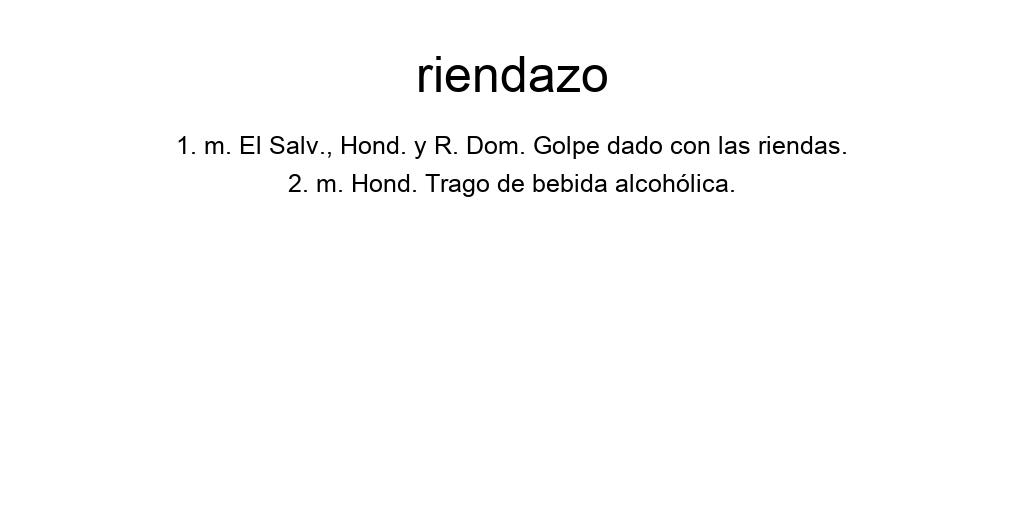 riendazo
1. m. El Salv., Hond. y R. Dom. Golpe dado con las riendas.
2. m. Hond. Trago de bebida alcohólica.